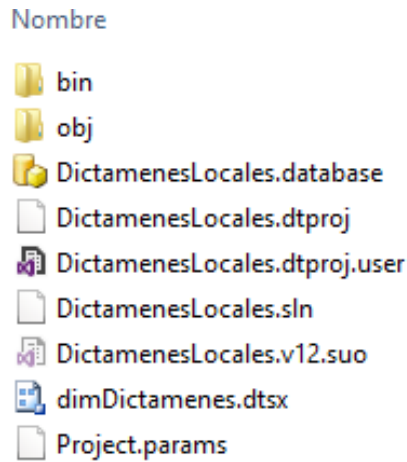 Nombre
bin
obj
DictamenesLocales.database
DictamenesLocales.dtproj
DictamenesLocales.dtproj.user
DictamenesLocales.sln
DictamenesLocales.v12.suo
dimDictamenes.dtsx
Project.params